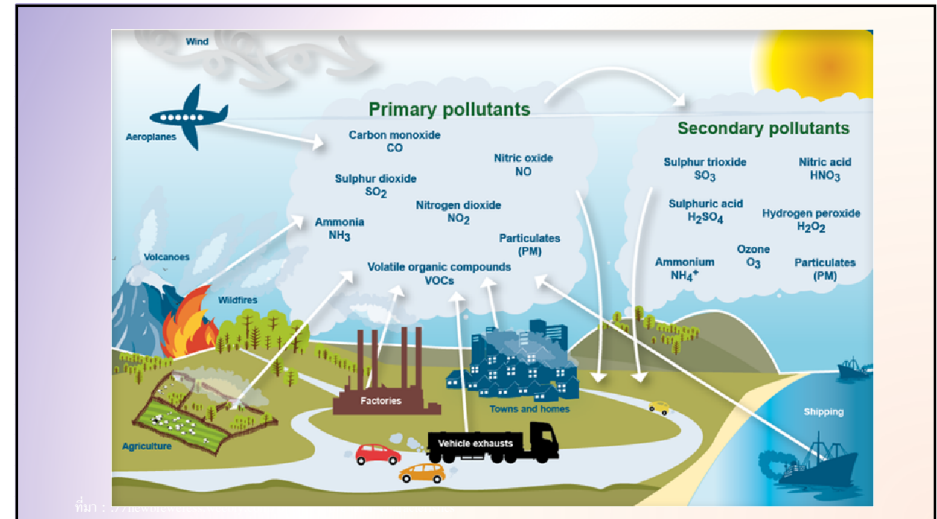 Wind
Aeroplanes
Primary pollutants
Carbon monoxide
CO
Nitric oxide
NO
Sulphur dioxide
SO2
Nitrogen dioxide
NO2
Ammonia
NH3
Particulates
(PM)
Volatile organic compounds
VOCs
Secondary pollutants
Sulphur trioxide
SO3
Nitric acid
HNO3
Sulphuric acid
H2SO4
Hydrogen peroxide
H2O2
Ozone
O3
Ammonium
NH4+
Particulates
(PM)
Volcanoes
Wildfires
Factories
Towns and homes
Shipping
Agriculture
Vehicle exhausts
ที่มา :